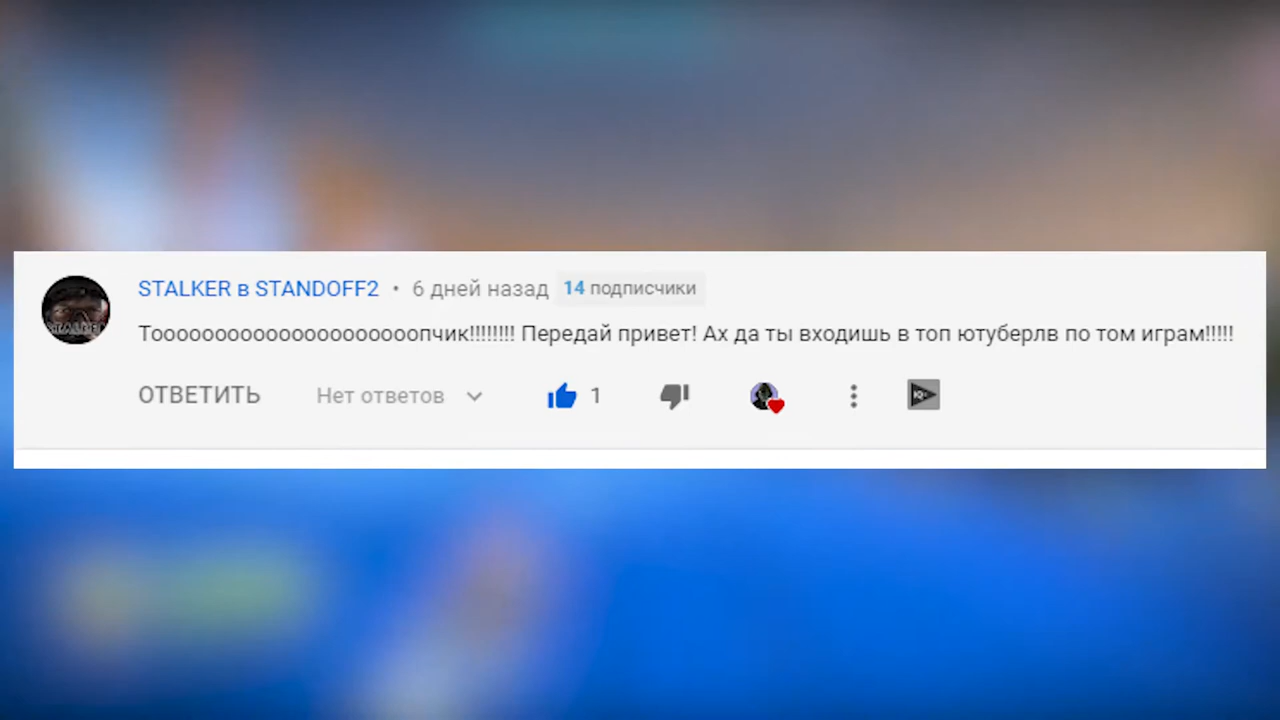 STALKER в STANDOFF2 • 6 дней назад 14 подписчики
Тооооооооооооооооооооопчик!!!!!!!! Передай привет! Ах да ты входишь в топ ютуберлв по том играм!!!!!
ОТВЕТИТЬ Нет ответов 1